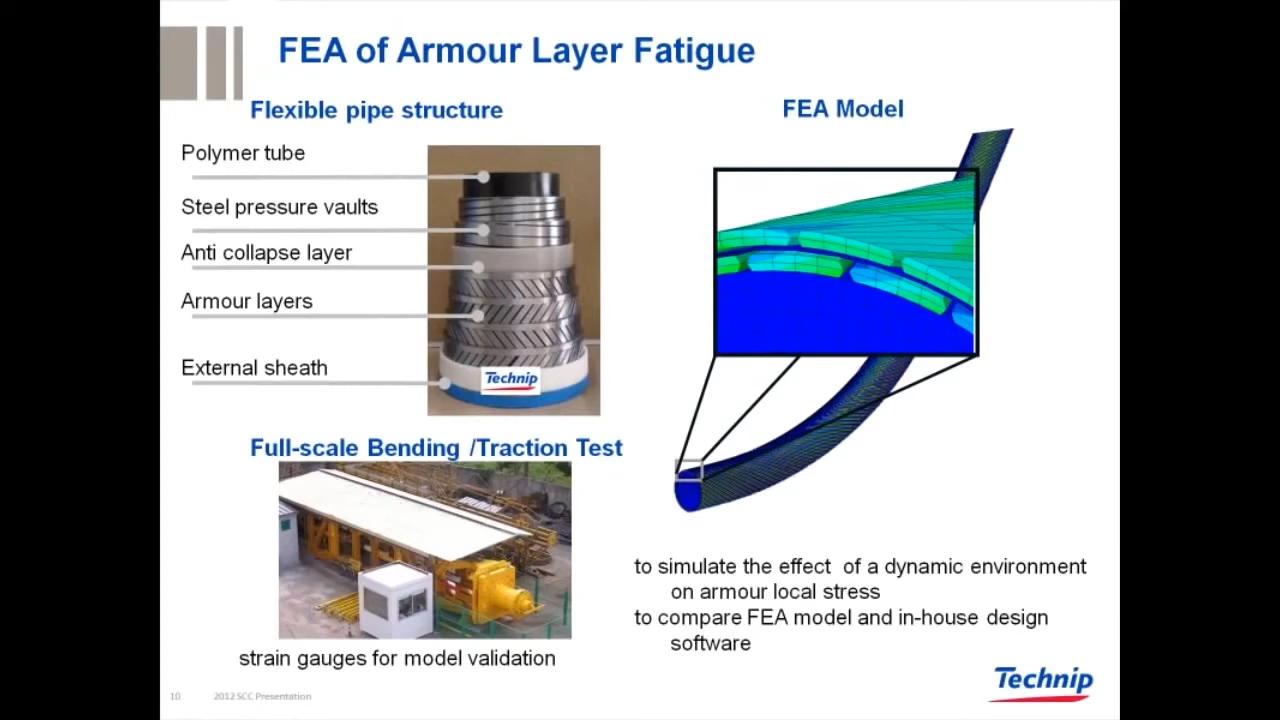 FEA of Armour Layer Fatigue
Flexible pipe structure
Polymer tube
Steel pressure vaults
Anti collapse layer
Armour layers
External sheath
Technip
Full-scale Bending /Traction Test
strain gauges for model validation
FEA Model
to simulate the effect of a dynamic environment
on armour local stress
to compare FEA model and in-house design
software
10
2012 SCC Presentation
Technip